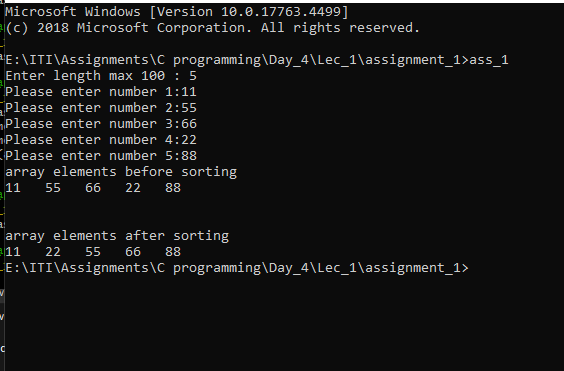 Microsoft Windows [Version 10.0.17763.4499]
(c) 2018 Microsoft Corporation. All rights reserved.
E:\ITI\Assignments\C programming\Day_4\Lec_1\assignment_1>ass_1
Enter length max 100 : 5
Please enter number 1:11
Please enter number 2:55
Please enter number 3:66
Please enter number 4:22
Please enter number 5:88
array elements before sorting
11   55   66   22   88
array elements after sorting
11   22   55   66   88
E:\ITI\Assignments\C programming\Day_4\Lec_1\assignment_1>